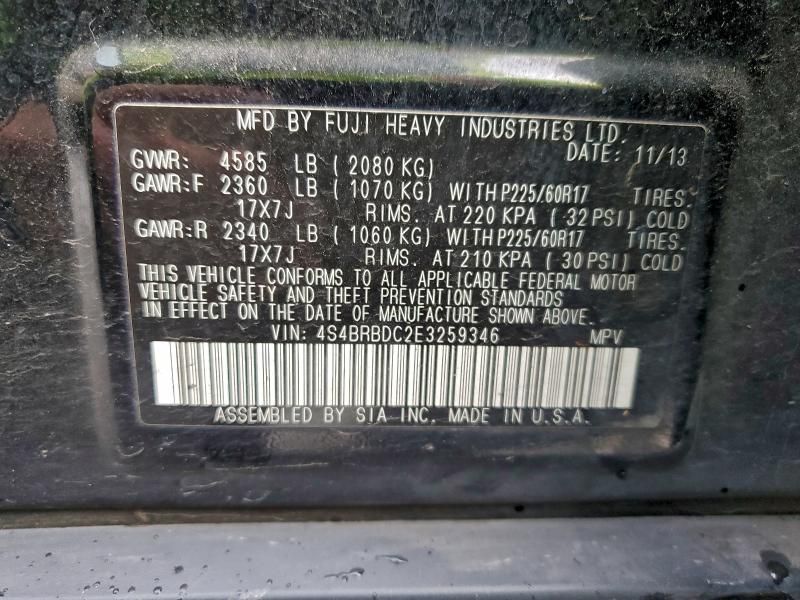 MFD BY FUJI HEAVY INDUSTRIES LTD.
DATE: 11/13
GVWR: 4585 LB (2080 KG)
GAWR:F 2360 LB (1070 KG) WITH P225/60R17 TIRES.
17X7J RIMS. AT 220 KPA (32 PSI) COLD
GAWR:R 2340 LB (1060 KG) WITH P225/60R17 TIRES.
17X7J RIMS. AT 210 KPA (30 PSI) COLD
THIS VEHICLE CONFORMS TO ALL APPLICABLE FEDERAL MOTOR
VEHICLE SAFETY AND THEFT PREVENTION STANDARDS
IN EFFECT ON THE DATE OF MANUFACTURE SHOWN ABOVE.
VIN: 4S4BRBDC2E3259346 MPV
ASSEMBLED BY SIA INC. MADE IN U.S.A.